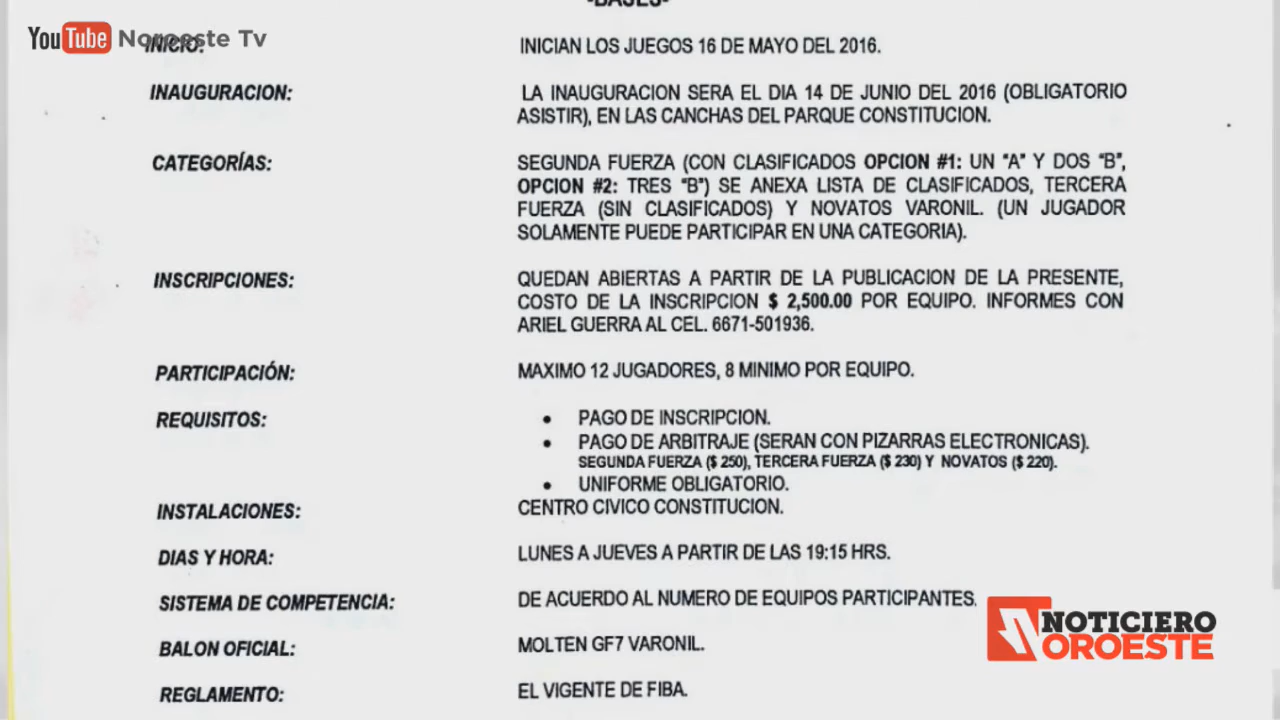 -BASES-
YouTube Noroeste Tv
INICIO:
INICIAN LOS JUEGOS 16 DE MAYO DEL 2016.
INAUGURACION:
LA INAUGURACION SERA EL DIA 14 DE JUNIO DEL 2016 (OBLIGATORIO
ASISTIR), EN LAS CANCHAS DEL PARQUE CONSTITUCION.
CATEGORÍAS:
SEGUNDA FUERZA (CON CLASIFICADOS OPCION #1: UN "A" Y DOS "B",
OPCION #2: TRES "B") SE ANEXA LISTA DE CLASIFICADOS, TERCERA
FUERZA (SIN CLASIFICADOS) Y NOVATOS VARONIL. (UN JUGADOR
SOLAMENTE PUEDE PARTICIPAR EN UNA CATEGORIA).
INSCRIPCIONES:
QUEDAN ABIERTAS A PARTIR DE LA PUBLICACION DE LA PRESENTE,
COSTO DE LA INSCRIPCION $ 2,500.00 POR EQUIPO. INFORMES CON
ARIEL GUERRA AL CEL. 6671-501936.
PARTICIPACIÓN:
MAXIMO 12 JUGADORES, 8 MINIMO POR EQUIPO.
REQUISITOS:
• PAGO DE INSCRIPCION.
• PAGO DE ARBITRAJE (SERAN CON PIZARRAS ELECTRONICAS).
SEGUNDA FUERZA ($ 250), TERCERA FUERZA ($ 230) Y NOVATOS ($ 220).
• UNIFORME OBLIGATORIO.
INSTALACIONES:
CENTRO CIVICO CONSTITUCION.
DIAS Y HORA:
LUNES A JUEVES A PARTIR DE LAS 19:15 HRS.
SISTEMA DE COMPETENCIA:
DE ACUERDO AL NUMERO DE EQUIPOS PARTICIPANTES.
BALON OFICIAL:
MOLTEN GF7 VARONIL.
REGLAMENTO:
EL VIGENTE DE FIBA.
NOTICIERO
NOROESTE